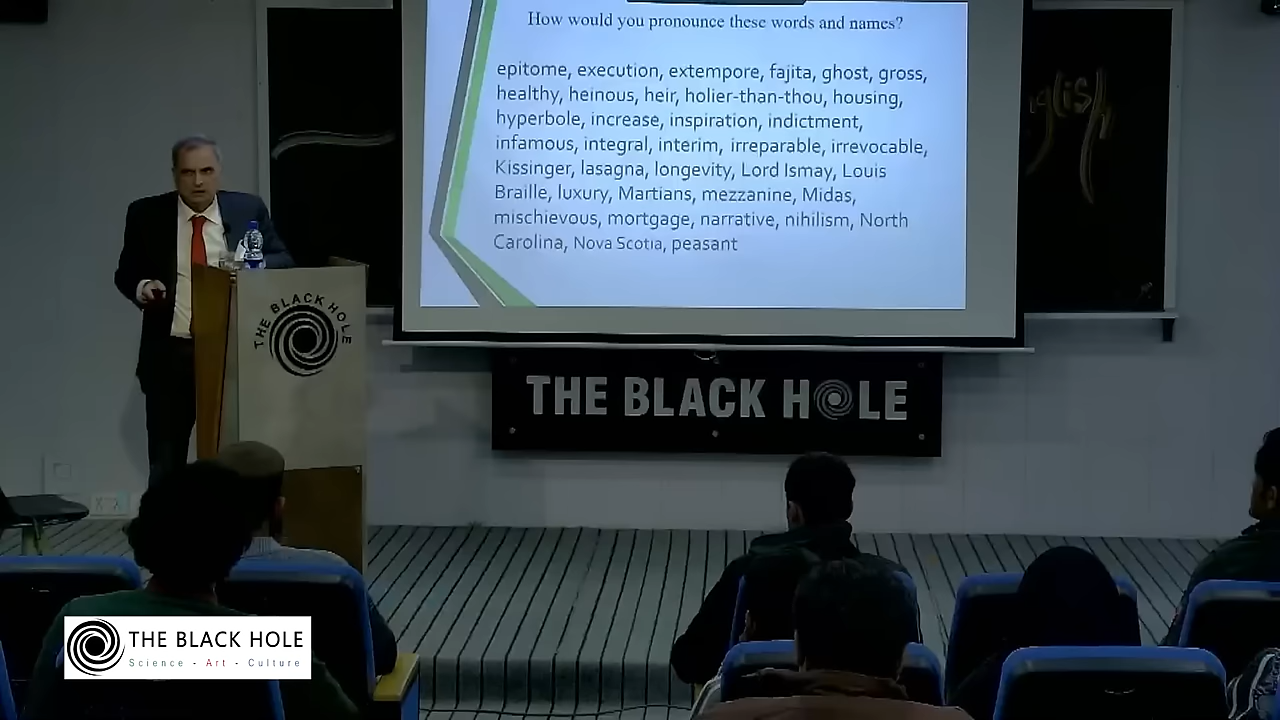 How would you pronounce these words and names?
epitome, execution, extempore, fajita, ghost, gross,
healthy, heinous, heir, holier-than-thou, housing,
hyperbole, increase, inspiration, indictment,
infamous, integral, interim, irreparable, irrevocable,
Kissinger, lasagna, longevity, Lord Ismay, Louis
Braille, luxury, Martians, mezzanine, Midas,
mischievous, mortgage, narrative, nihilism, North
Carolina, Nova Scotia, peasant
THE BLACK HOLE
THE BLACK HOLE
THE BLACK HOLE
Science - Art - Culture